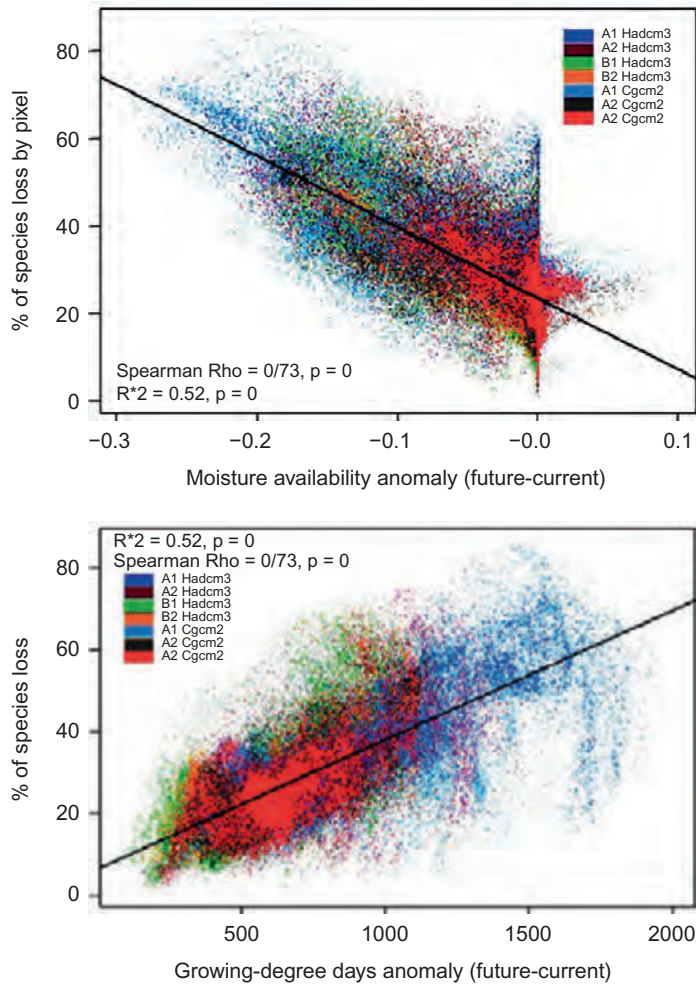 80
60
40
20
0
% of species loss by pixel
A1 Hadcm3
A2 Hadcm3
B1 Hadcm3
B2 Hadcm3
A1 Cgcm2
A2 Cgcm2
A2 Cgcm2
Spearman Rho = 0/73, p = 0
R*2 = 0.52, p = 0
−0.3 −0.2 −0.1 −0.0 0.1
Moisture availability anomaly (future-current)
R*2 = 0.52, p = 0
Spearman Rho = 0/73, p = 0
A1 Hadcm3
A2 Hadcm3
B1 Hadcm3
B2 Hadcm3
A1 Cgcm2
A2 Cgcm2
A2 Cgcm2
80
60
40
20
0
% of species loss
500 1000 1500 2000
Growing-degree days anomaly (future-current)